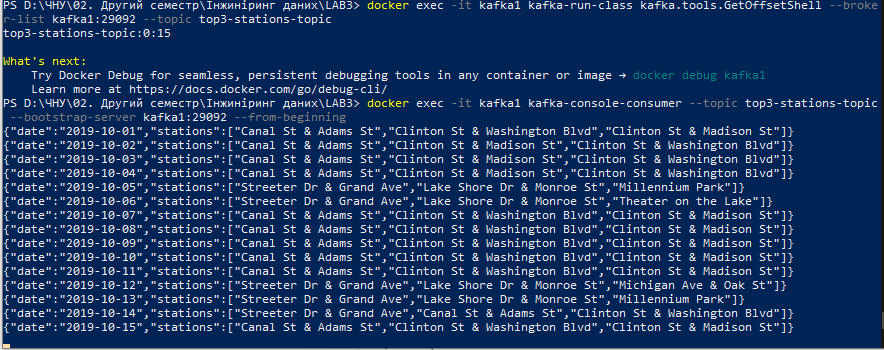 PS D:\ЧНУ\02. Другий семестр\Інжиніринг даних\LAB3> docker exec -it kafka1 kafka-run-class kafka.tools.GetOffsetShell --broke
r-list kafka1:29092 --topic top3-stations-topic
top3-stations-topic:0:15
What's next:
    Try Docker Debug for seamless, persistent debugging tools in any container or image → docker debug kafka1
    Learn more at https://docs.docker.com/go/debug-cli/
PS D:\ЧНУ\02. Другий семестр\Інжиніринг даних\LAB3> docker exec -it kafka1 kafka-console-consumer --topic top3-stations-topic
 --bootstrap-server kafka1:29092 --from-beginning
{"date":"2019-10-01","stations":["Canal St & Adams St","Clinton St & Washington Blvd","Clinton St & Madison St"]}
{"date":"2019-10-02","stations":["Canal St & Adams St","Clinton St & Madison St","Clinton St & Washington Blvd"]}
{"date":"2019-10-03","stations":["Canal St & Adams St","Clinton St & Madison St","Clinton St & Washington Blvd"]}
{"date":"2019-10-04","stations":["Canal St & Adams St","Clinton St & Madison St","Clinton St & Washington Blvd"]}
{"date":"2019-10-05","stations":["Streeter Dr & Grand Ave","Lake Shore Dr & Monroe St","Millennium Park"]}
{"date":"2019-10-06","stations":["Streeter Dr & Grand Ave","Lake Shore Dr & Monroe St","Theater on the Lake"]}
{"date":"2019-10-07","stations":["Canal St & Adams St","Clinton St & Washington Blvd","Clinton St & Madison St"]}
{"date":"2019-10-08","stations":["Canal St & Adams St","Clinton St & Washington Blvd","Clinton St & Madison St"]}
{"date":"2019-10-09","stations":["Canal St & Adams St","Clinton St & Washington Blvd","Clinton St & Madison St"]}
{"date":"2019-10-10","stations":["Canal St & Adams St","Clinton St & Washington Blvd","Clinton St & Madison St"]}
{"date":"2019-10-11","stations":["Canal St & Adams St","Clinton St & Washington Blvd","Clinton St & Madison St"]}
{"date":"2019-10-12","stations":["Streeter Dr & Grand Ave","Lake Shore Dr & Monroe St","Michigan Ave & Oak St"]}
{"date":"2019-10-13","stations":["Streeter Dr & Grand Ave","Lake Shore Dr & Monroe St","Millennium Park"]}
{"date":"2019-10-14","stations":["Streeter Dr & Grand Ave","Canal St & Adams St","Clinton St & Washington Blvd"]}
{"date":"2019-10-15","stations":["Canal St & Adams St","Clinton St & Washington Blvd","Clinton St & Madison St"]}